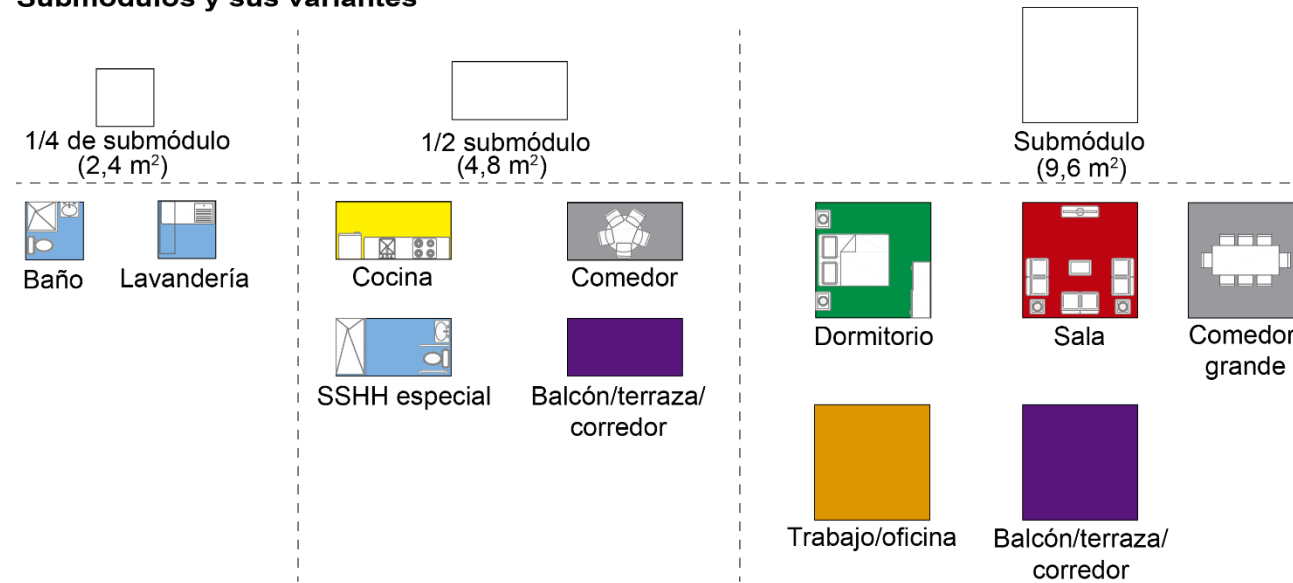 Submódulos y sus variantes
1/4 de submódulo
(2,4 m²)
1/2 submódulo
(4,8 m²)
Submódulo
(9,6 m²)
Baño
Lavandería
Cocina
Comedor
SSHH especial
Balcón/terraza/
corredor
Dormitorio
Sala
Comedor
grande
Trabajo/oficina
Balcón/terraza/
corredor